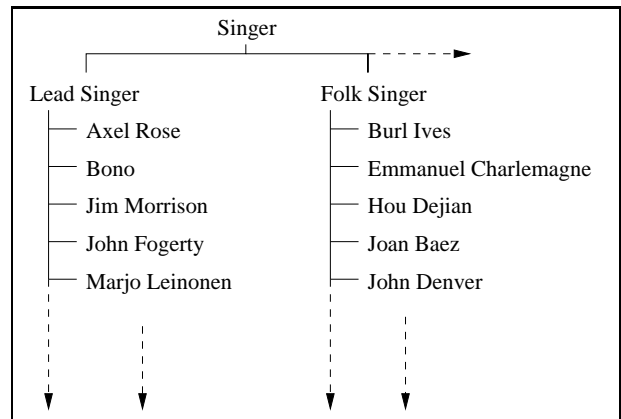 Singer
Lead Singer
Axel Rose
Bono
Jim Morrison
John Fogerty
Marjo Leinonen
Folk Singer
Burl Ives
Emmanuel Charlemagne
Hou Dejian
Joan Baez
John Denver